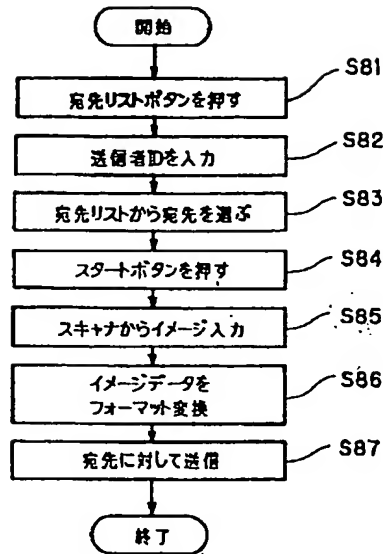 開始
S81
宛先リストボタンを押す
S82
送信者IDを入力
S83
宛先リストから宛先を選ぶ
S84
スタートボタンを押す
S85
スキャナからイメージ入力
S86
イメージデータを
フォーマット変換
S87
宛先に対して送信
終了